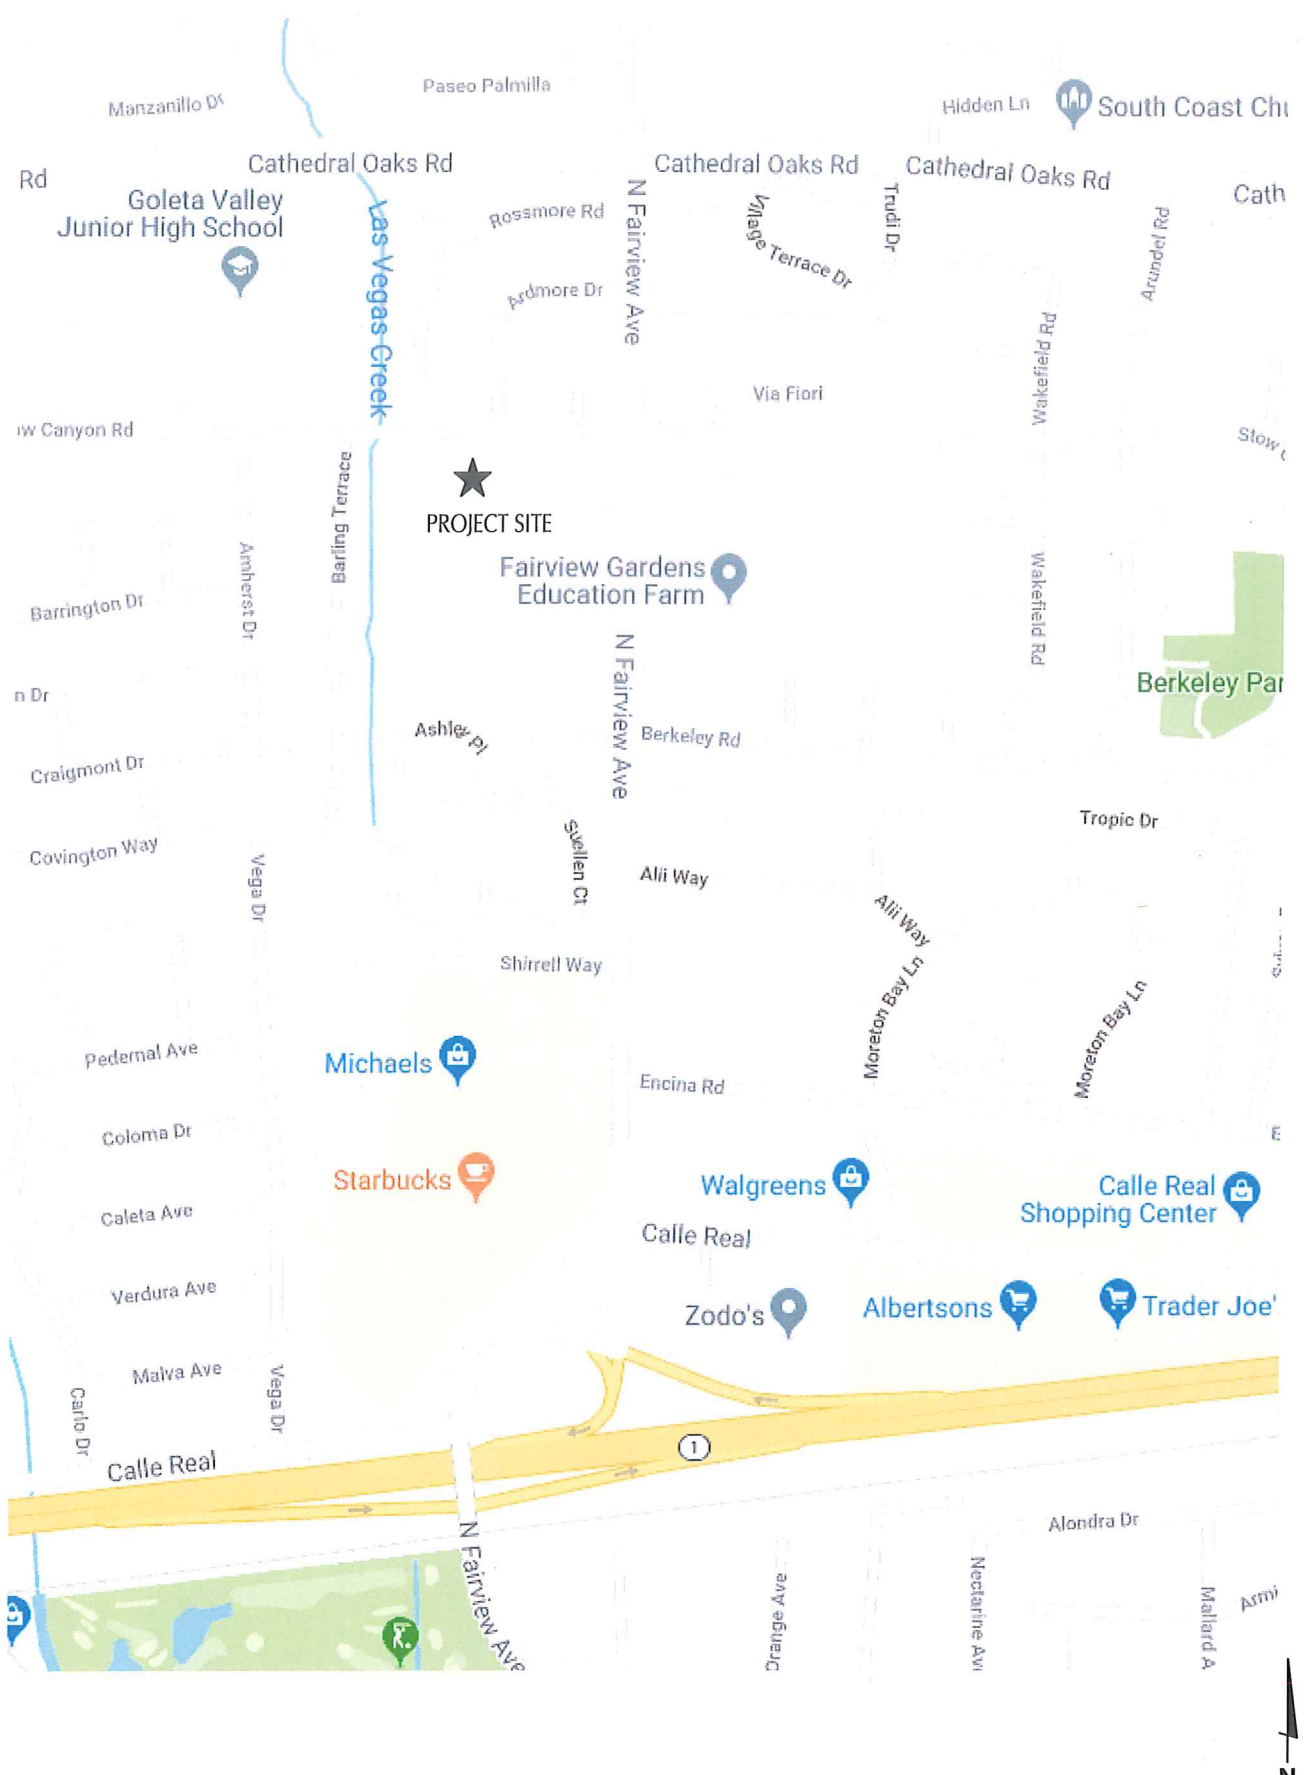 Paseo Palmilla
Manzanillo Dr
Hidden Ln
South Coast Chu
Cathedral Oaks Rd
Cathedral Oaks Rd
Cathedral Oaks Rd
Rd
Cath
Goleta Valley
Junior High School
Las Vegas Creek
Rossmore Rd
N Fairview Ave
Village Terrace Dr
Trudi Dr
Arundel Rd
Ardmore Dr
Wakefield Rd
Via Fiori
ow Canyon Rd
Stow
Barling Terrace
PROJECT SITE
Amherst Dr
Fairview Gardens
Education Farm
Wakefield Rd
Barrington Dr
N Fairview Ave
n Dr
Berkeley Par
Ashley Pl
Berkeley Rd
Craigmont Dr
Suellen Ct
Tropic Dr
Covington Way
Vega Dr
Alli Way
Alli Way
Shirrell Way
Moreton Bay Ln
Moreton Bay Ln
Pedernal Ave
Michaels
Encina Rd
Coloma Dr
E
Starbucks
Walgreens
Calle Real
Shopping Center
Caleta Ave
Calle Real
Verdura Ave
Zodo's
Albertsons
Trader Joe'
Malva Ave
Carlo Dr
Vega Dr
1
Calle Real
N Fairview Ave
Alondra Dr
Orange Ave
Nectarine Ave
Mallard A
Armi
N